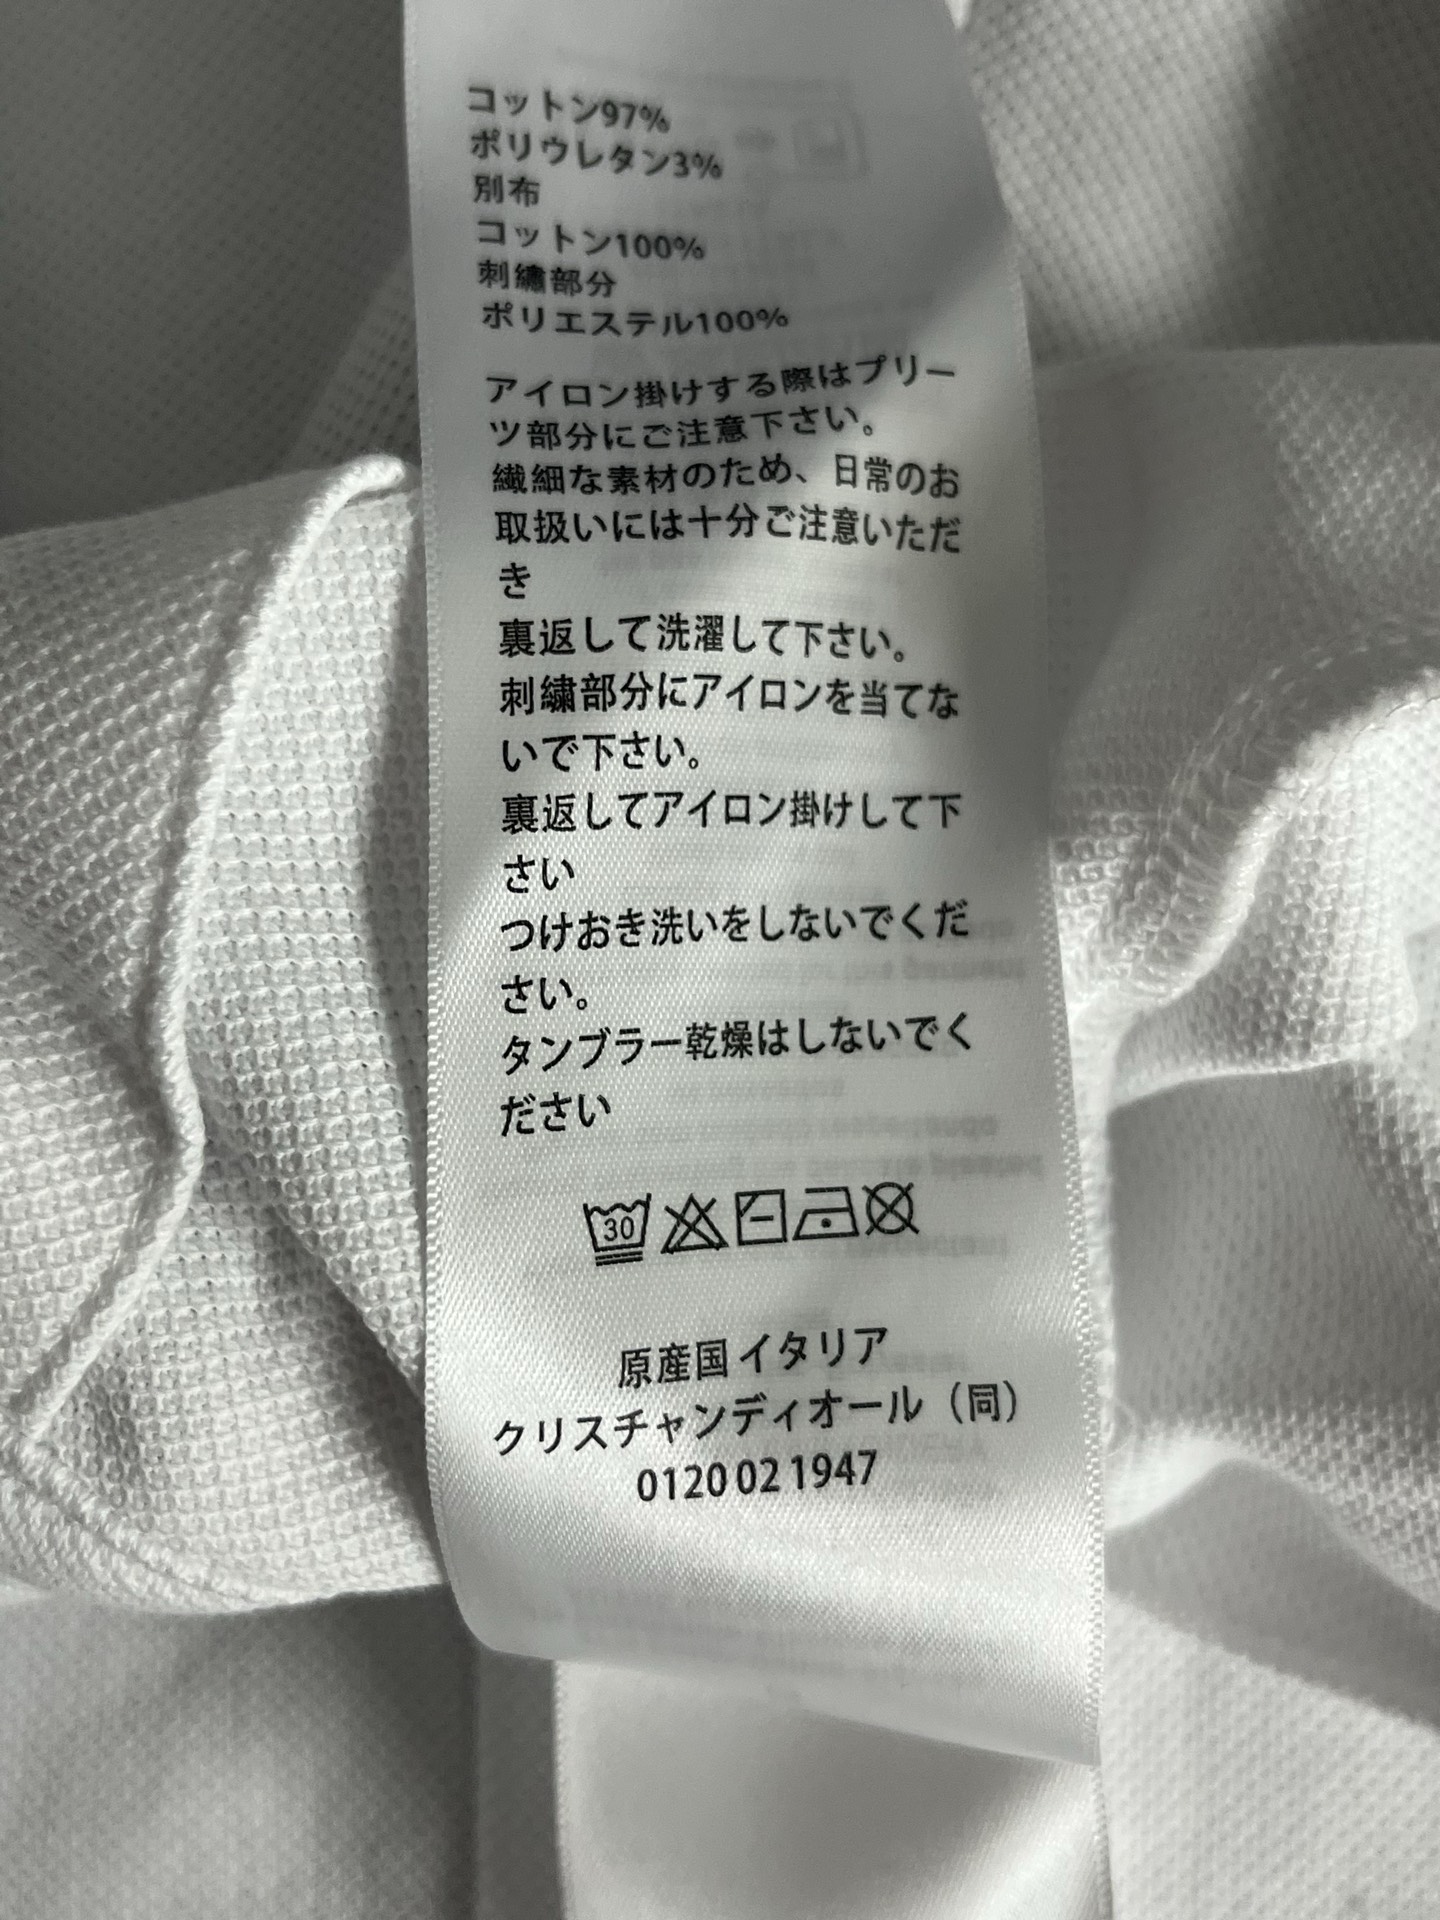 コットン97%
ポリウレタン3%
別布
コットン100%
刺繍部分
ポリエステル100%
アイロン掛けする際はプリー
ツ部分にご注意下さい。
繊細な素材のため、日常のお
取扱いには十分ご注意いただ
き
裏返して洗濯して下さい。
刺繍部分にアイロンを当てな
いで下さい。
裏返してアイロン掛けして下
さい
つけおき洗いをしないでくだ
さい。
タンブラー乾燥はしないでく
ださい
30
原産国 イタリア
クリスチャンディオール（同）
0120 02 1947